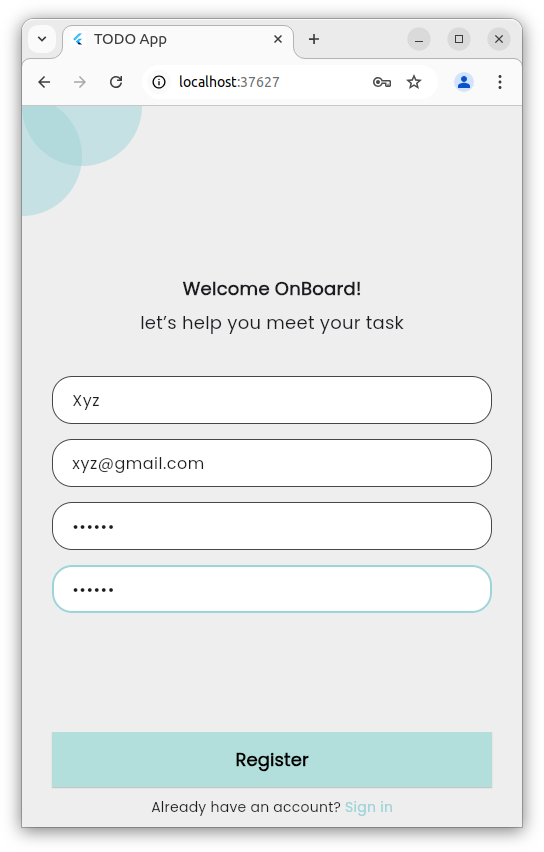 TODO App
localhost:37627
Welcome OnBoard!
let’s help you meet your task
Xyz
xyz@gmail.com
••••••
••••••
Register
Already have an account? Sign in